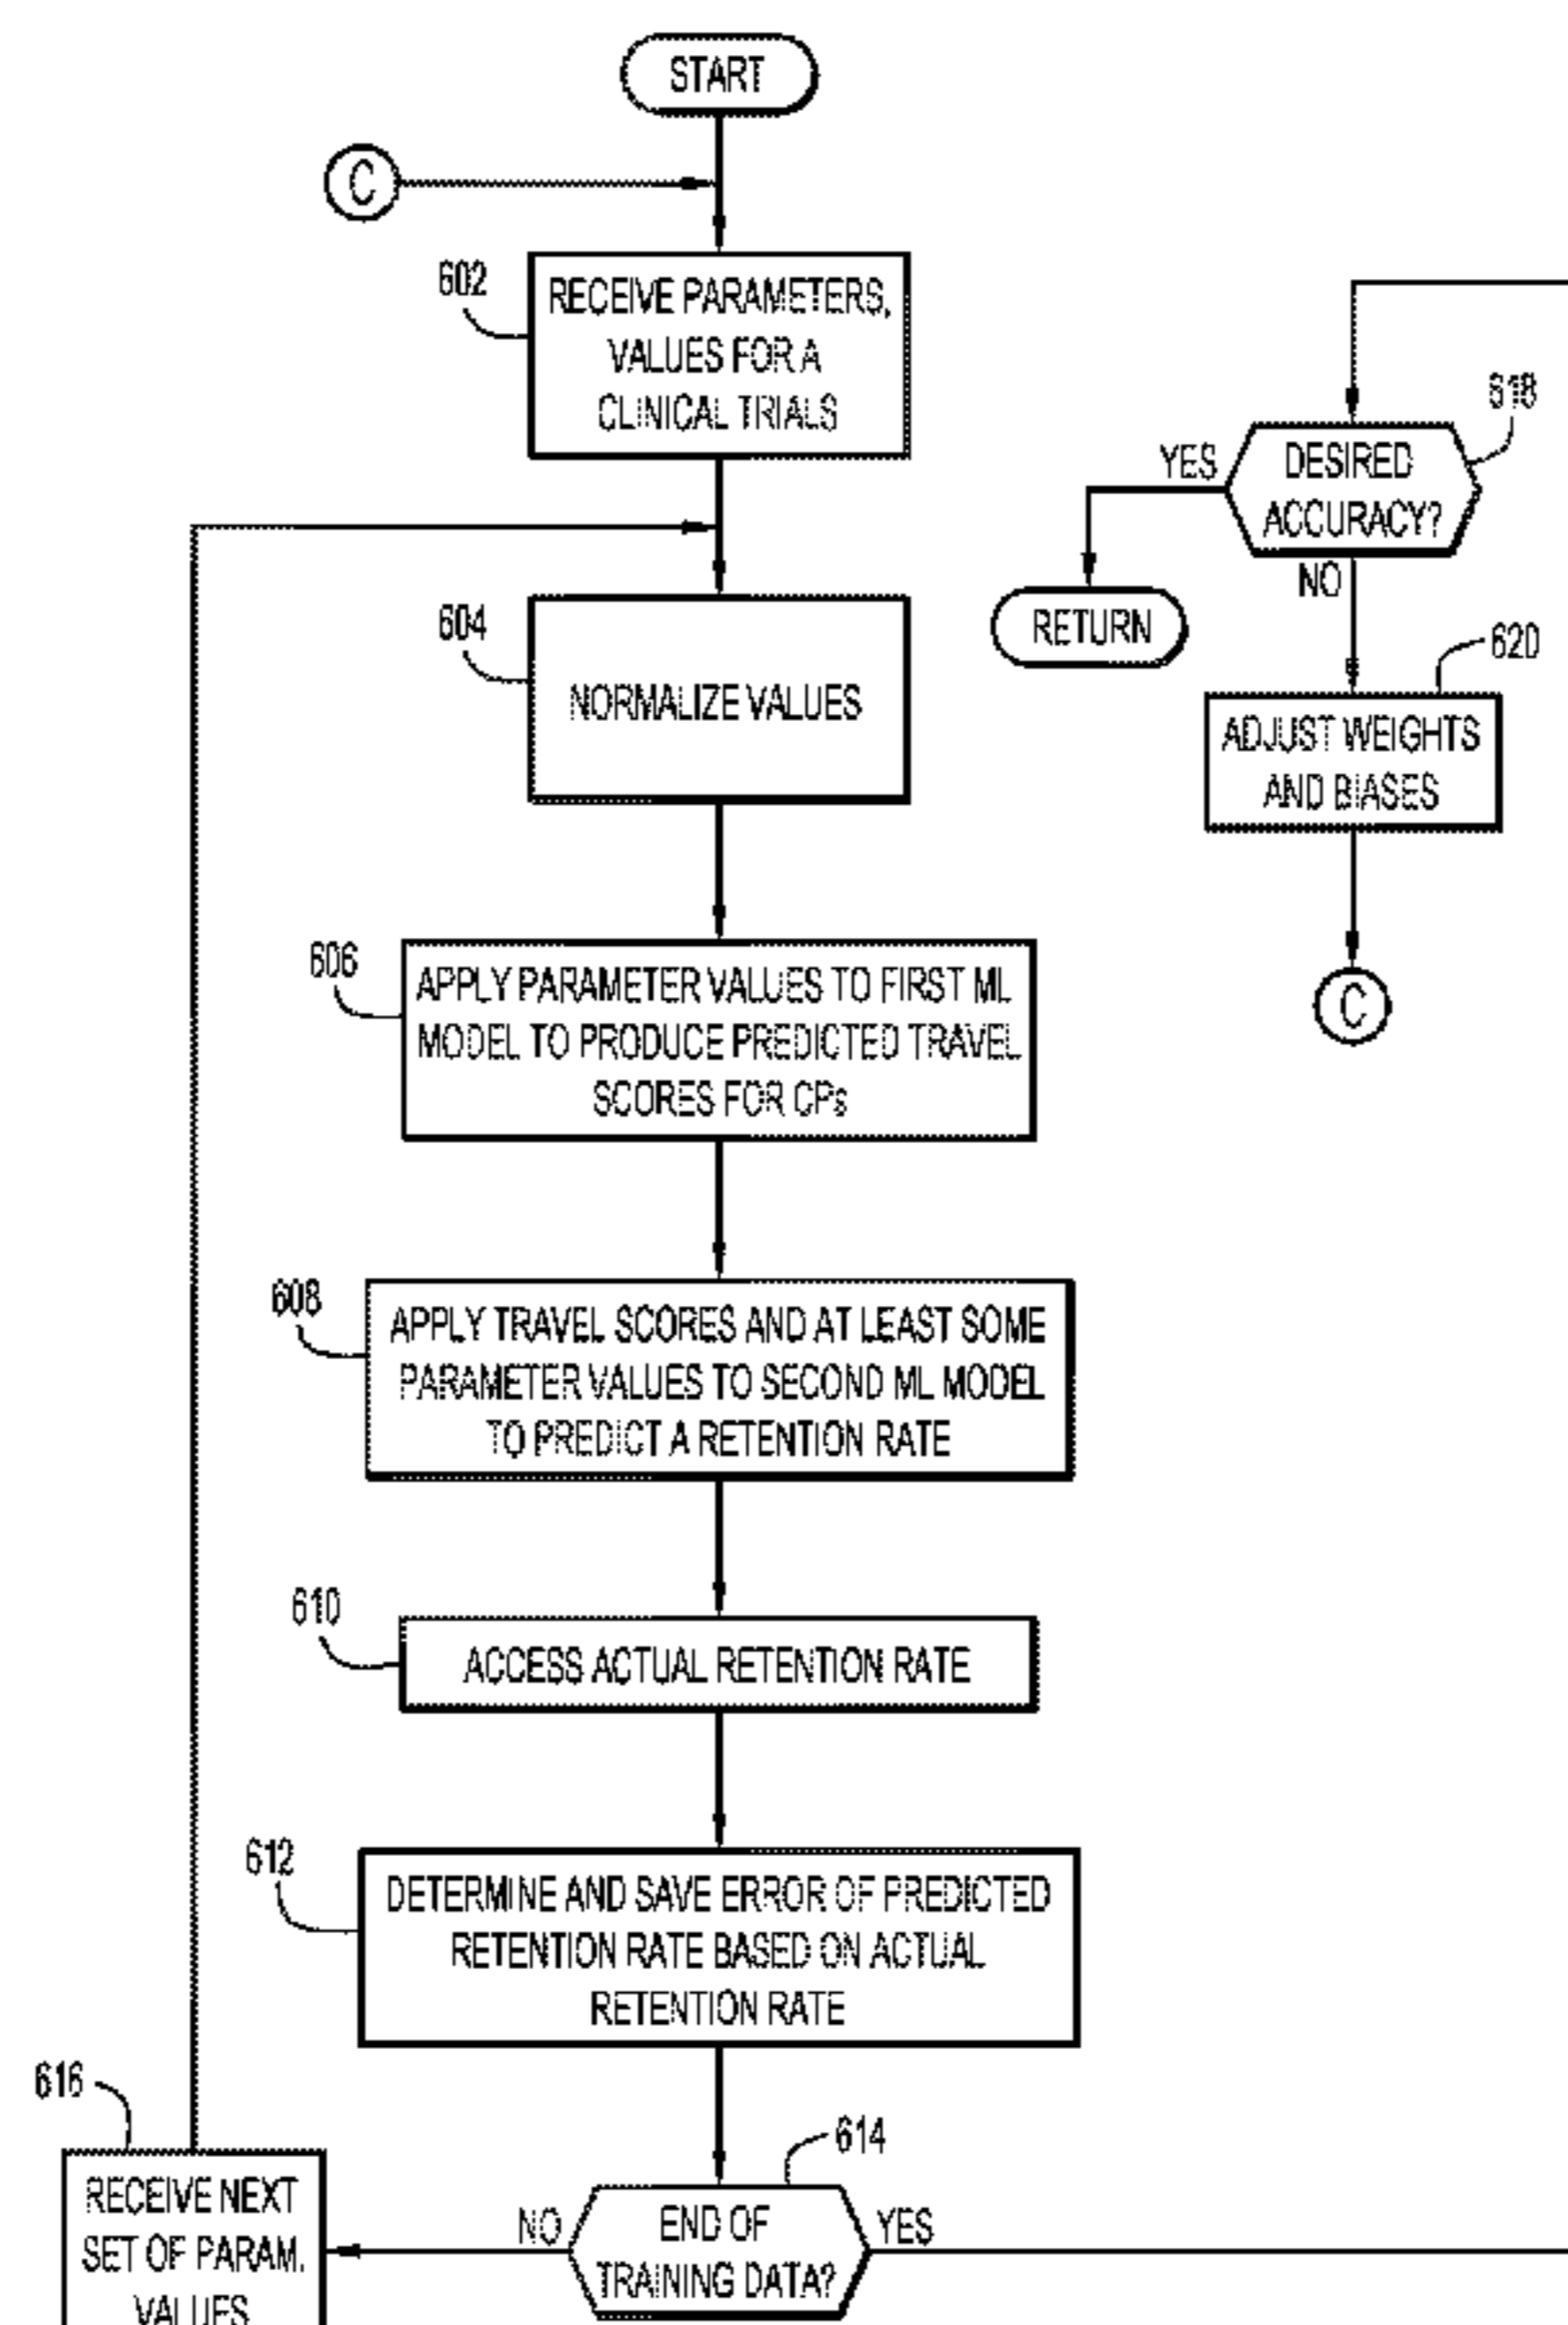 START
C
602
RECEIVE PARAMETERS,
VALUES FOR A
CLINICAL TRIALS
604
NORMALIZE VALUES
606
APPLY PARAMETER VALUES TO FIRST ML
MODEL TO PRODUCE PREDICTED TRAVEL
SCORES FOR CPs
608
APPLY TRAVEL SCORES AND AT LEAST SOME
PARAMETER VALUES TO SECOND ML MODEL
TO PREDICT A RETENTION RATE
610
ACCESS ACTUAL RETENTION RATE
612
DETERMINE AND SAVE ERROR OF PREDICTED
RETENTION RATE BASED ON ACTUAL
RETENTION RATE
614
END OF
TRAINING DATA?
NO
YES
616
RECEIVE NEXT
SET OF PARAM.
VALUES
618
DESIRED
ACCURACY?
YES
RETURN
NO
620
ADJUST WEIGHTS
AND BIASES
C